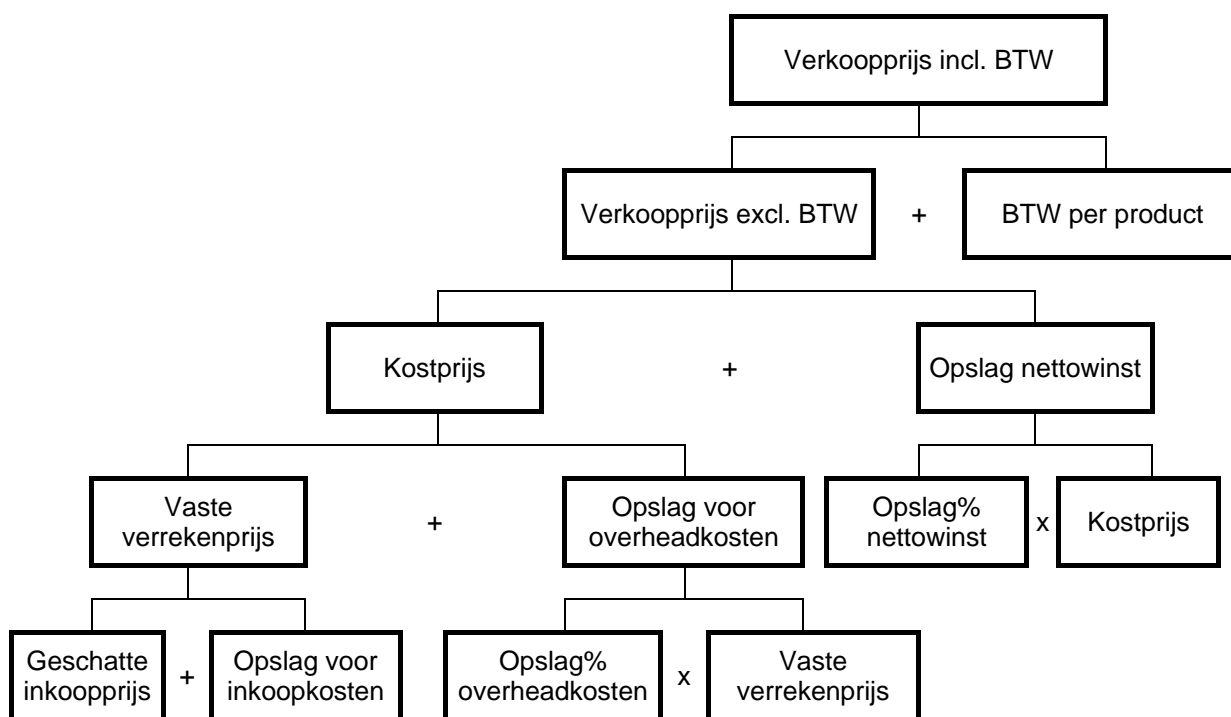 Verkoopprijs incl. BTW
Verkoopprijs excl. BTW
+
BTW per product
Kostprijs
+
Opslag nettowinst
Vaste
verrekenprijs
+
Opslag voor
overheadkosten
Opslag%
nettowinst
x
Kostprijs
Geschatte
inkoopprijs
+
Opslag voor
inkoopkosten
Opslag%
overheadkosten
x
Vaste
verrekenprijs